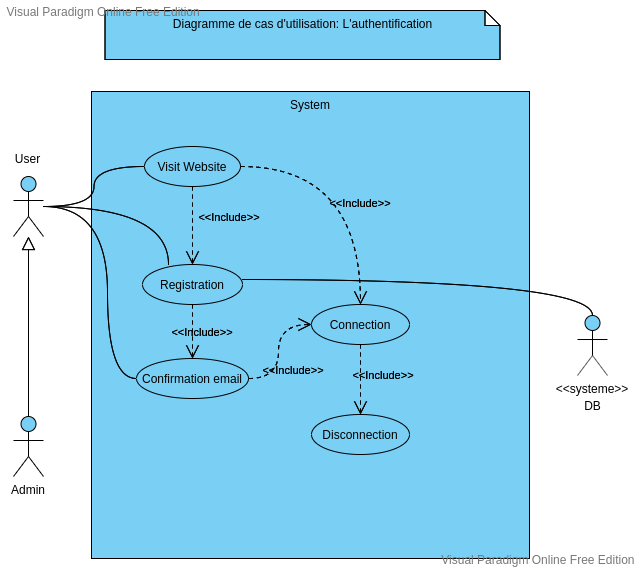 Visual Paradigm Online Free Edition
Diagramme de cas d'utilisation: L'authentification
System
User
Visit Website
<<Include>>
<<Include>>
Registration
Connection
<<Include>>
<<Include>>
Confirmation email
<<Include>>
<<systeme>>
DB
Disconnection
Admin
Visual Paradigm Online Free Edition